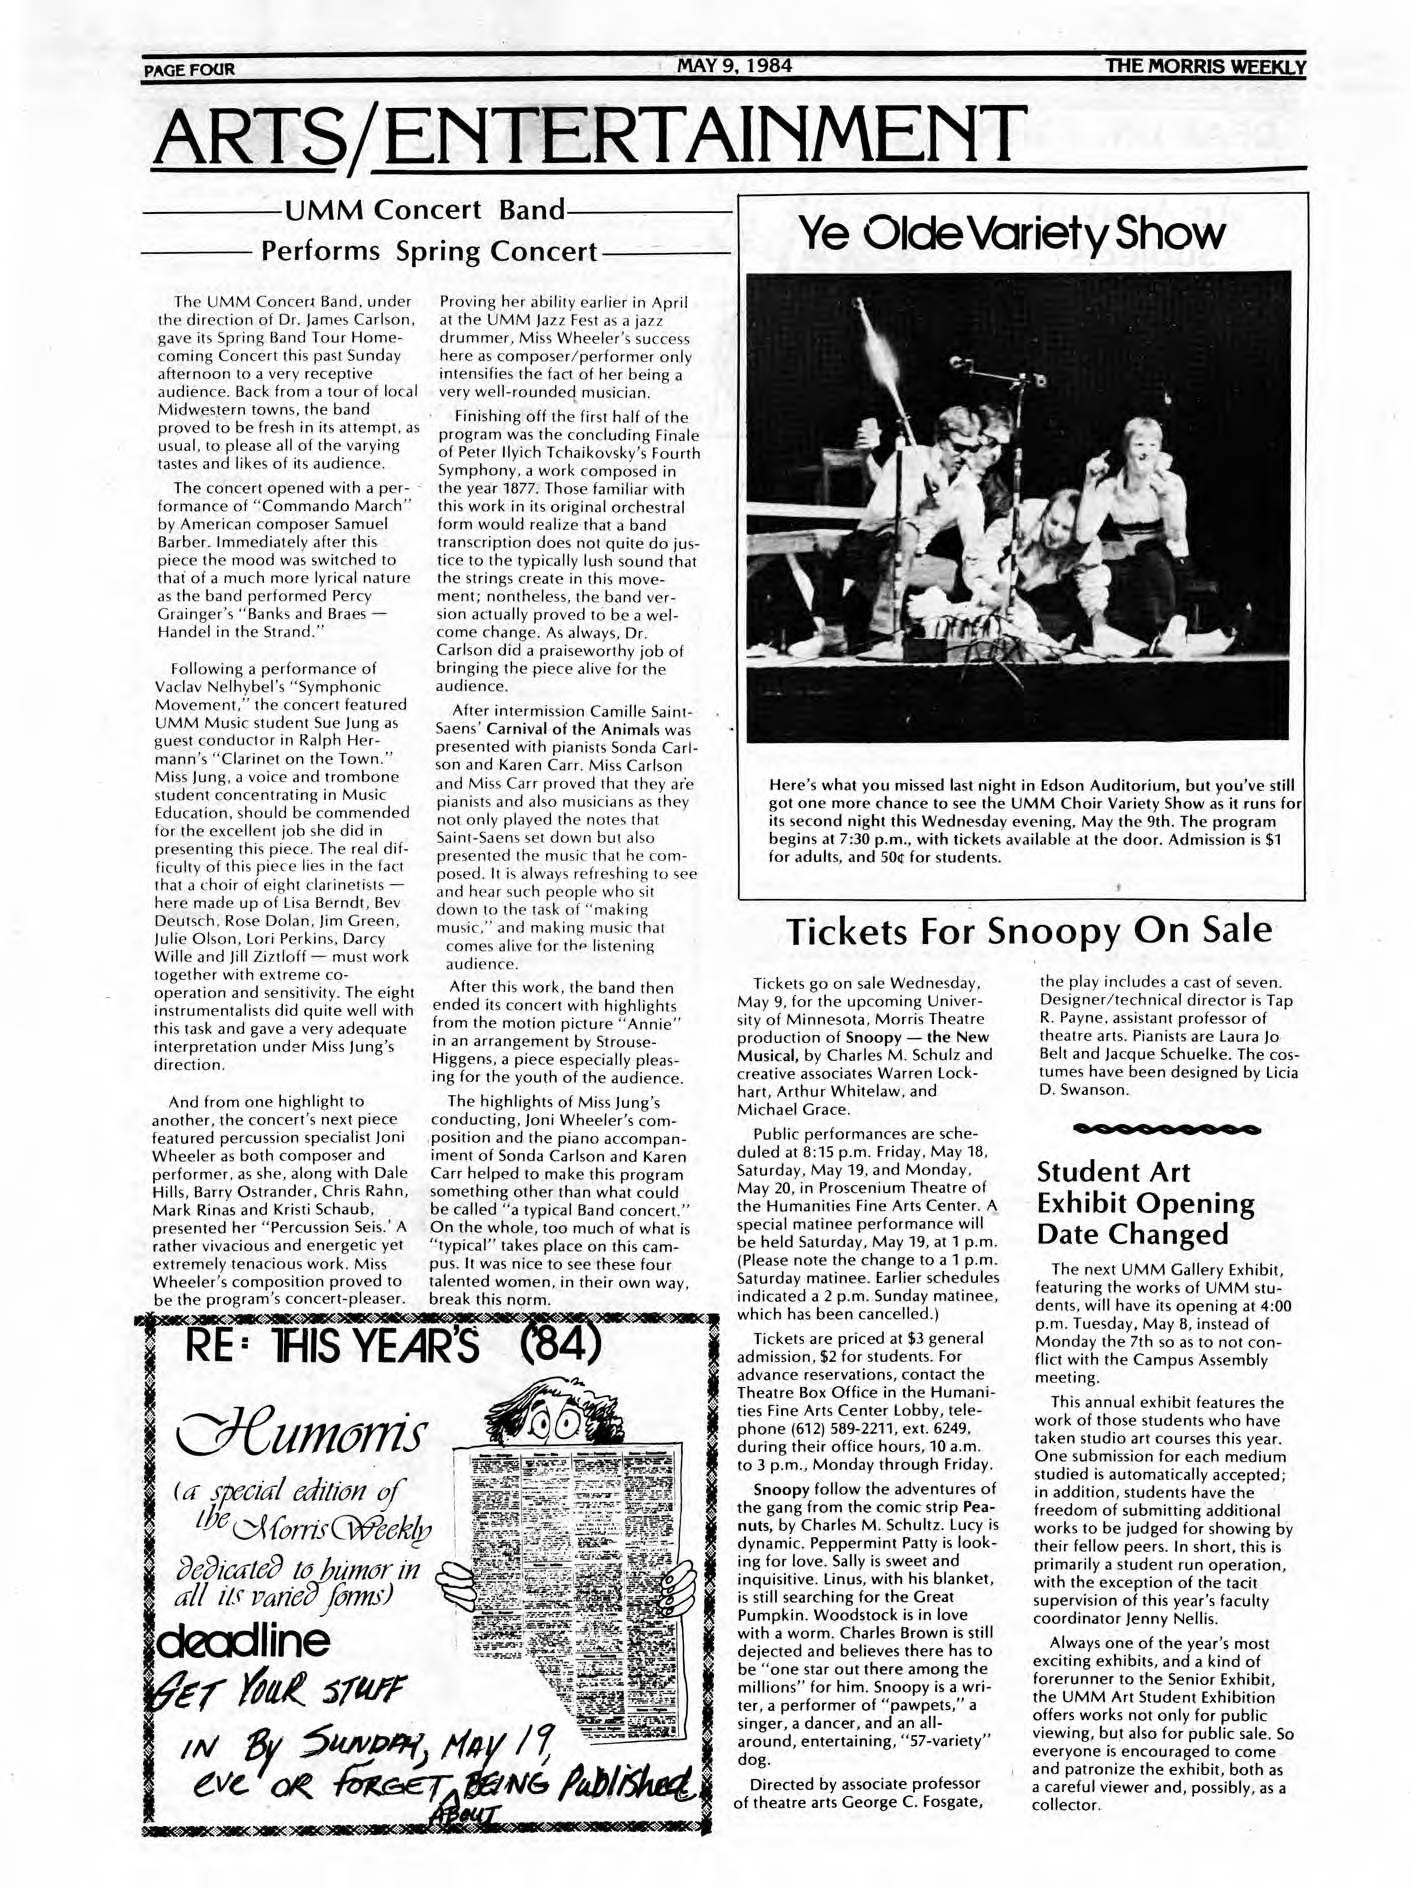 PAGE FOUR
MAY 9, 1984
THE MORRIS WEEKLY
ARTS/ENTERTAINMENT
UMM Concert Band
Performs Spring Concert
The UMM Concert Band, under
the direction of Dr. James Carlson,
gave its Spring Band Tour Home-
coming Concert this past Sunday
afternoon to a very receptive
audience. Back from a tour of local
Midwestern towns, the band
proved to be fresh in its attempt, as
usual, to please all of the varying
tastes and likes of its audience.
The concert opened with a per-
formance of "Commando March"
by American composer Samuel
Barber. Immediately after this
piece the mood was switched to
that of a much more lyrical nature
as the band performed Percy
Grainger's "Banks and Braes —
Handel in the Strand."
Following a performance of
Vaclav Nelhybel's "Symphonic
Movement," the concert featured
UMM Music student Sue Jung as
guest conductor in Ralph Her-
mann's "Clarinet on the Town."
Miss Jung, a voice and trombone
student concentrating in Music
Education, should be commended
for the excellent job she did in
presenting this piece. The real dif-
ficulty of this piece lies in the fact
that a choir of eight clarinetists —
here made up of Lisa Berndt, Bev
Deutsch, Rose Dolan, Jim Green,
Julie Olson, Lori Perkins, Darcy
Wille and Jill Ziztloff — must work
together with extreme co-
operation and sensitivity. The eight
instrumentalists did quite well with
this task and gave a very adequate
interpretation under Miss Jung's
direction.
And from one highlight to
another, the concert's next piece
featured percussion specialist Joni
Wheeler as both composer and
performer, as she, along with Dale
Hills, Barry Ostrander, Chris Rahn,
Mark Rinas and Kristi Schaub,
presented her "Percussion Seis.' A
rather vivacious and energetic yet
extremely tenacious work. Miss
Wheeler's composition proved to
be the program's concert-pleaser.
Proving her ability earlier in April
at the UMM Jazz Fest as a jazz
drummer, Miss Wheeler's success
here as composer/performer only
intensifies the fact of her being a
very well-rounded musician.
Finishing off the first half of the
program was the concluding Finale
of Peter Ilyich Tchaikovsky's Fourth
Symphony, a work composed in
the year 1877. Those familiar with
this work in its original orchestral
form would realize that a band
transcription does not quite do jus-
tice to the typically lush sound that
the strings create in this move-
ment; nontheless, the band ver-
sion actually proved to be a wel-
come change. As always, Dr.
Carlson did a praiseworthy job of
bringing the piece alive for the
audience.
After intermission Camille Saint-
Saens' Carnival of the Animals was
presented with pianists Sonda Carl-
son and Karen Carr. Miss Carlson
and Miss Carr proved that they are
pianists and also musicians as they
not only played the notes that
Saint-Saens set down but also
presented the music that he com-
posed. It is always refreshing to see
and hear such people who sit
down to the task of "making
music," and making music that
comes alive for the listening
audience.
After this work, the band then
ended its concert with highlights
from the motion picture "Annie"
in an arrangement by Strouse-
Higgens, a piece especially pleas-
ing for the youth of the audience.
The highlights of Miss Jung's
conducting, Joni Wheeler's com-
position and the piano accompan-
iment of Sonda Carlson and Karen
Carr helped to make this program
something other than what could
be called "a typical Band concert."
On the whole, too much of what is
"typical" takes place on this cam-
pus. It was nice to see these four
talented women, in their own way,
break this norm.
RE: THIS YEAR'S ('84)
Humorris
(a special edition of
the Morris Weekly
dedicated to humor in
all its varied forms)
deadline
GET YOUR STUFF
IN By SUNDAY, MAY 19,
eve OR FORGET ABOUT BEING Published
Ye Olde Variety Show
Here's what you missed last night in Edson Auditorium, but you've still
got one more chance to see the UMM Choir Variety Show as it runs for
its second night this Wednesday evening, May the 9th. The program
begins at 7:30 p.m., with tickets available at the door. Admission is $1
for adults, and 50¢ for students.
Tickets For Snoopy On Sale
Tickets go on sale Wednesday,
May 9, for the upcoming Univer-
sity of Minnesota, Morris Theatre
production of Snoopy — the New
Musical, by Charles M. Schulz and
creative associates Warren Lock-
hart, Arthur Whitelaw, and
Michael Grace.
Public performances are sche-
duled at 8:15 p.m. Friday, May 18,
Saturday, May 19, and Monday,
May 20, in Proscenium Theatre of
the Humanities Fine Arts Center. A
special matinee performance will
be held Saturday, May 19, at 1 p.m.
(Please note the change to a 1 p.m.
Saturday matinee. Earlier schedules
indicated a 2 p.m. Sunday matinee,
which has been cancelled.)
Tickets are priced at $3 general
admission, $2 for students. For
advance reservations, contact the
Theatre Box Office in the Humani-
ties Fine Arts Center Lobby, tele-
phone (612) 589-2211, ext. 6249,
during their office hours, 10 a.m.
to 3 p.m., Monday through Friday.
Snoopy follow the adventures of
the gang from the comic strip Pea-
nuts, by Charles M. Schultz. Lucy is
dynamic. Peppermint Patty is look-
ing for love. Sally is sweet and
inquisitive. Linus, with his blanket,
is still searching for the Great
Pumpkin. Woodstock is in love
with a worm. Charles Brown is still
dejected and believes there has to
be "one star out there among the
millions" for him. Snoopy is a wri-
ter, a performer of "pawpets," a
singer, a dancer, and an all-
around, entertaining, "57-variety"
dog.
Directed by associate professor
of theatre arts George C. Fosgate,
the play includes a cast of seven.
Designer/technical director is Tap
R. Payne, assistant professor of
theatre arts. Pianists are Laura Jo
Belt and Jacque Schuelke. The cos-
tumes have been designed by Licia
D. Swanson.
Student Art
Exhibit Opening
Date Changed
The next UMM Gallery Exhibit,
featuring the works of UMM stu-
dents, will have its opening at 4:00
p.m. Tuesday, May 8, instead of
Monday the 7th so as to not con-
flict with the Campus Assembly
meeting.
This annual exhibit features the
work of those students who have
taken studio art courses this year.
One submission for each medium
studied is automatically accepted;
in addition, students have the
freedom of submitting additional
works to be judged for showing by
their fellow peers. In short, this is
primarily a student run operation,
with the exception of the tacit
supervision of this year's faculty
coordinator Jenny Nellis.
Always one of the year's most
exciting exhibits, and a kind of
forerunner to the Senior Exhibit,
the UMM Art Student Exhibition
offers works not only for public
viewing, but also for public sale. So
everyone is encouraged to come
and patronize the exhibit, both as
a careful viewer and, possibly, as a
collector.